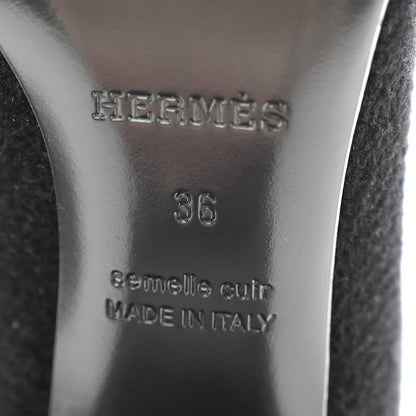 HERMÈS
36
semelle cuir
MADE IN ITALY